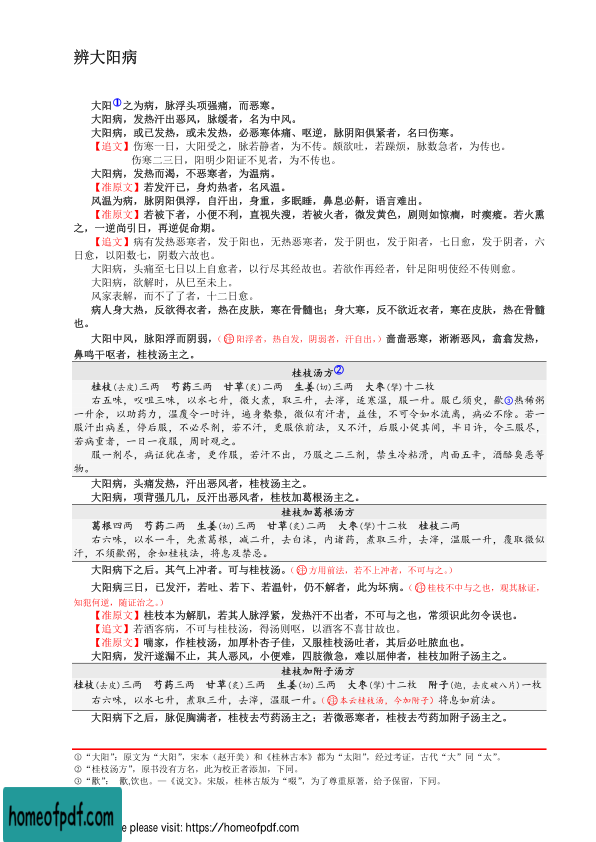 辨大阳病
大阳①之为病，脉浮头项强痛，而恶寒。
大阳病，发热汗出恶风，脉缓者，名为中风。
大阳病，或已发热，或未发热，必恶寒体痛、呕逆，脉阴阳俱紧者，名曰伤寒。
【追文】伤寒一日，大阳受之，脉若静者，为不传。颇欲吐，若躁烦，脉数急者，为传也。
伤寒二三日，阳明少阳证不见者，为不传也。
大阳病，发热而渴，不恶寒者，为温病。
【准原文】若发汗已，身灼热者，名风温。
风温为病，脉阴阳俱浮，自汗出，身重，多眠睡，鼻息必鼾，语言难出。
【准原文】若被下者，小便不利，直视失溲，若被火者，微发黄色，剧则如惊痫，时瘈疭。若火熏
之，一逆尚引日，再逆促命期。
【追文】病有发热恶寒者，发于阳也，无热恶寒者，发于阴也，发于阳者，七日愈，发于阴者，六
日愈，以阳数七，阴数六故也。
大阳病，头痛至七日以上自愈者，以行尽其经故也。若欲作再经者，针足阳明使经不传则愈。
大阳病，欲解时，从巳至未上。
风家表解，而不了了者，十二日愈。
病人身大热，反欲得衣者，热在皮肤，寒在骨髓也；身大寒，反不欲近衣者，寒在皮肤，热在骨髓
也。
大阳中风，脉阳浮而阴弱，（㊟阳浮者，热自发，阴弱者，汗自出，）啬啬恶寒，淅淅恶风，翕翕发热，
鼻鸣干呕者，桂枝汤主之。
桂枝汤方②
桂枝(去皮)三两 芍药三两 甘草(炙)二两 生姜(切)三两 大枣(擘)十二枚
右五味，㕮咀三味，以水七升，微火煮，取三升，去滓，适寒温，服一升。服已须臾，歠③热稀粥
一升余，以助药力，温覆令一时许，遍身漐漐，微似有汗者，益佳，不可令如水流离，病必不除。若一
服汗出病差，停后服，不必尽剂，若不汗，更服依前法，又不汗，后服小促其间，半日许，令三服尽，
若病重者，一日一夜服，周时观之。
服一剂尽，病证犹在者，更作服，若汗不出，乃服之二三剂，禁生冷粘滑，肉面五辛，酒酪臭恶等
物。
大阳病，头痛发热，汗出恶风者，桂枝汤主之。
大阳病，项背强几几，反汗出恶风者，桂枝加葛根汤主之。
桂枝加葛根汤方
葛根四两 芍药二两 生姜(切)三两 甘草(炙)二两 大枣(擘)十二枚 桂枝二两
右六味，以水一斗，先煮葛根，减二升，去白沫，内诸药，煮取三升，去滓，温服一升，覆取微似
汗，不须歠粥，余如桂枝法，将息及禁忌。
大阳病下之后。其气上冲者。可与桂枝汤。（㊟方用前法，若不上冲者，不可与之。）
大阳病三日，已发汗，若吐、若下、若温针，仍不解者，此为坏病。（㊟桂枝不中与之也，观其脉证，
知犯何逆，随证治之。）
【准原文】桂枝本为解肌，若其人脉浮紧，发热汗不出者，不可与之也，常须识此勿令误也。
【追文】若酒客病，不可与桂枝汤，得汤则呕，以酒客不喜甘故也。
【准原文】喘家，作桂枝汤，加厚朴杏子佳，又服桂枝汤吐者，其后必吐脓血也。
大阳病，发汗遂漏不止，其人恶风，小便难，四肢微急，难以屈伸者，桂枝加附子汤主之。
桂枝加附子汤方
桂枝(去皮)三两 芍药三两 甘草(炙)三两 生姜(切)三两 大枣(擘)十二枚 附子(炮，去皮破八片)一枚
右六味，以水七升，煮取三升，去滓，温服一升。（㊟本云桂枝汤，今加附子）将息如前法。
大阳病下之后，脉促胸满者，桂枝去芍药汤主之；若微恶寒者，桂枝去芍药加附子汤主之。
①“大阳”：原文为“大阳”，宋本（赵开美）和《桂林古本》都为“太阳”，经过考证，古代“大”同“太”。
②“桂枝汤方”，原书没有方名，此为校正者添加，下同。
③“歠”： 歠,饮也。—《说文》。宋版，桂林古版为“啜”，为了尊重原著，给予保留，下同。
homeofpdf.com
e please visit: https://homeofpdf.com